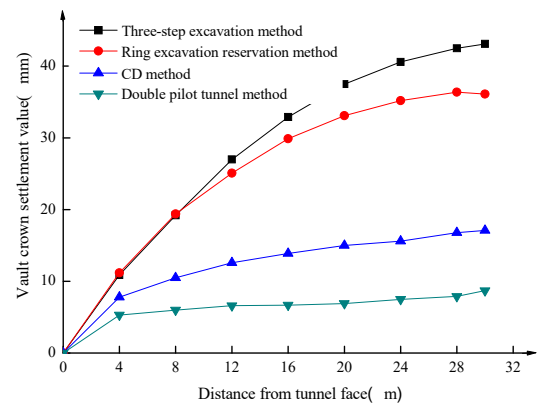 Three-step excavation method
Ring excavation reservation method
CD method
Double pilot tunnel method
Vault crown settlement value( mm)
40
30
20
10
0
0 4 8 12 16 20 24 28 32
Distance from tunnel face( m)